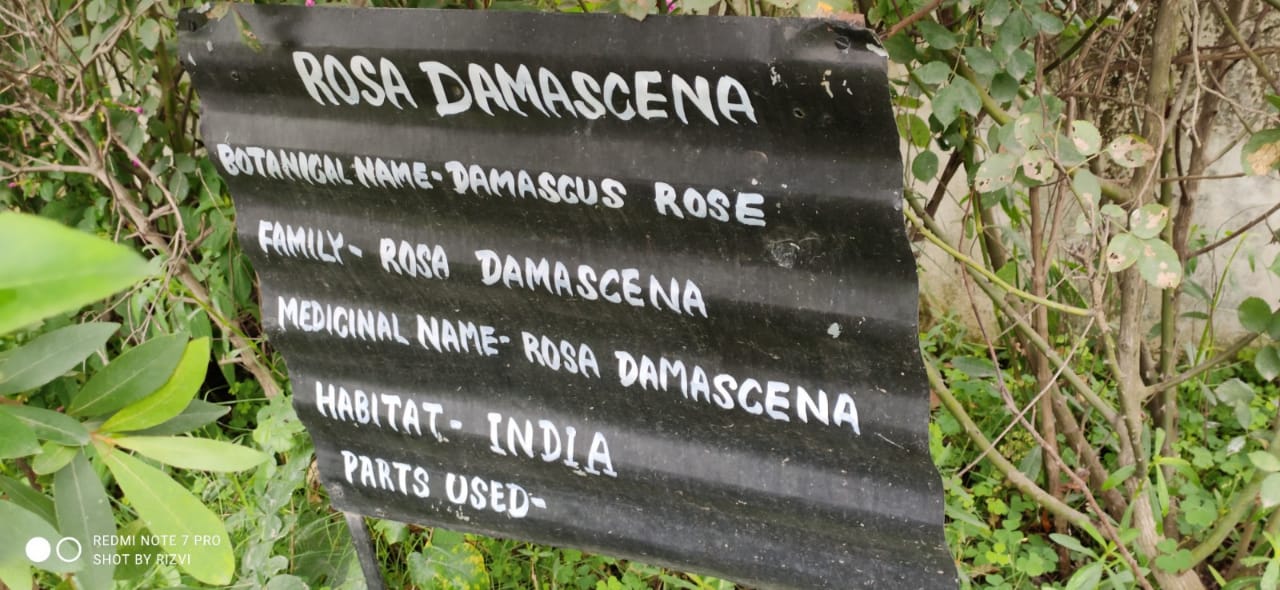 ROSA DAMASCENA
BOTANICAL NAME- DAMASCUS ROSE
FAMILY- ROSA DAMASCENA
MEDICINAL NAME- ROSA DAMASCENA
HABITAT- INDIA
PARTS USED-
REDMI NOTE 7 PRO
SHOT BY RIZVI